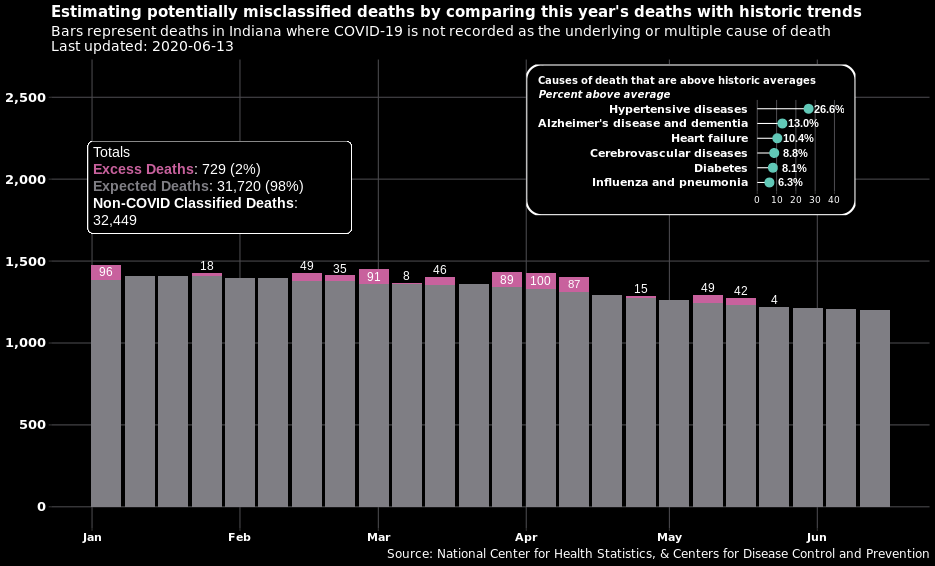 Estimating potentially misclassified deaths by comparing this year's deaths with historic trends
Bars represent deaths in Indiana where COVID-19 is not recorded as the underlying or multiple cause of death
Last updated: 2020-06-13
Causes of death that are above historic averages
Percent above average
Hypertensive diseases 26.6%
Alzheimer's disease and dementia 13.0%
Heart failure 10.4%
Cerebrovascular diseases 8.8%
Diabetes 8.1%
Influenza and pneumonia 6.3%
0 10 20 30 40
Totals
Excess Deaths: 729 (2%)
Expected Deaths: 31,720 (98%)
Non-COVID Classified Deaths:
32,449
2,500
2,000
1,500
1,000
500
0
96 18 49 35 91 8 46 89 100 87 15 49 42 4
Jan Feb Mar Apr May Jun
Source: National Center for Health Statistics, & Centers for Disease Control and Prevention